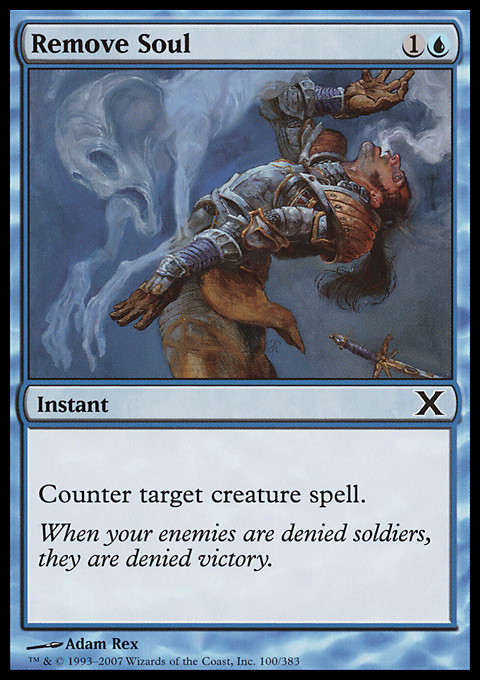 Remove Soul 1
Instant X
Counter target creature spell.
When your enemies are denied soldiers,
they are denied victory.
Adam Rex
™ & © 1993–2007 Wizards of the Coast, Inc. 100/383